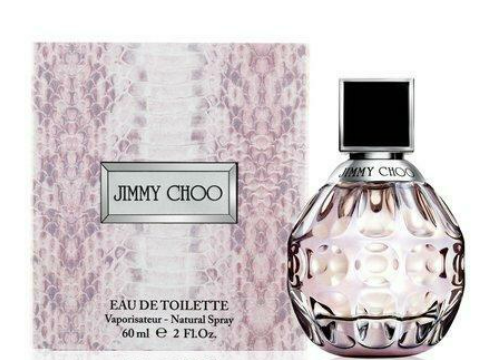 JIMMY CHOO
EAU DE TOILETTE
Vaporisateur - Natural Spray
60 ml e 2 Fl.Oz.
JIMMY CHOO